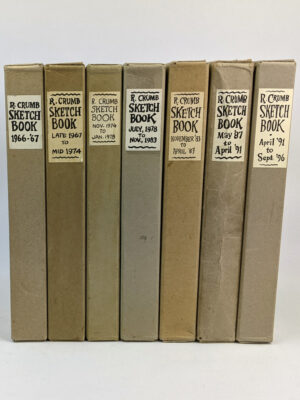 R. CRUMB
SKETCH
BOOK
1966-'67
R. CRUMB
SKETCH
BOOK
LATE 1967
TO
MID 1974
R. CRUMB
SKETCH
BOOK
NOV. 1974
TO
JAN. 1978
R. CRUMB
SKETCH
BOOK
JULY, 1978
TO
NOV, 1983
R. CRUMB
SKETCH
BOOK
NOVEMBER '83
TO
APRIL '87
R. CRUMB
SKETCH
BOOK
MAY '87
to
April '91
R. CRUMB
SKETCH
BOOK
April '91
to
Sept '96